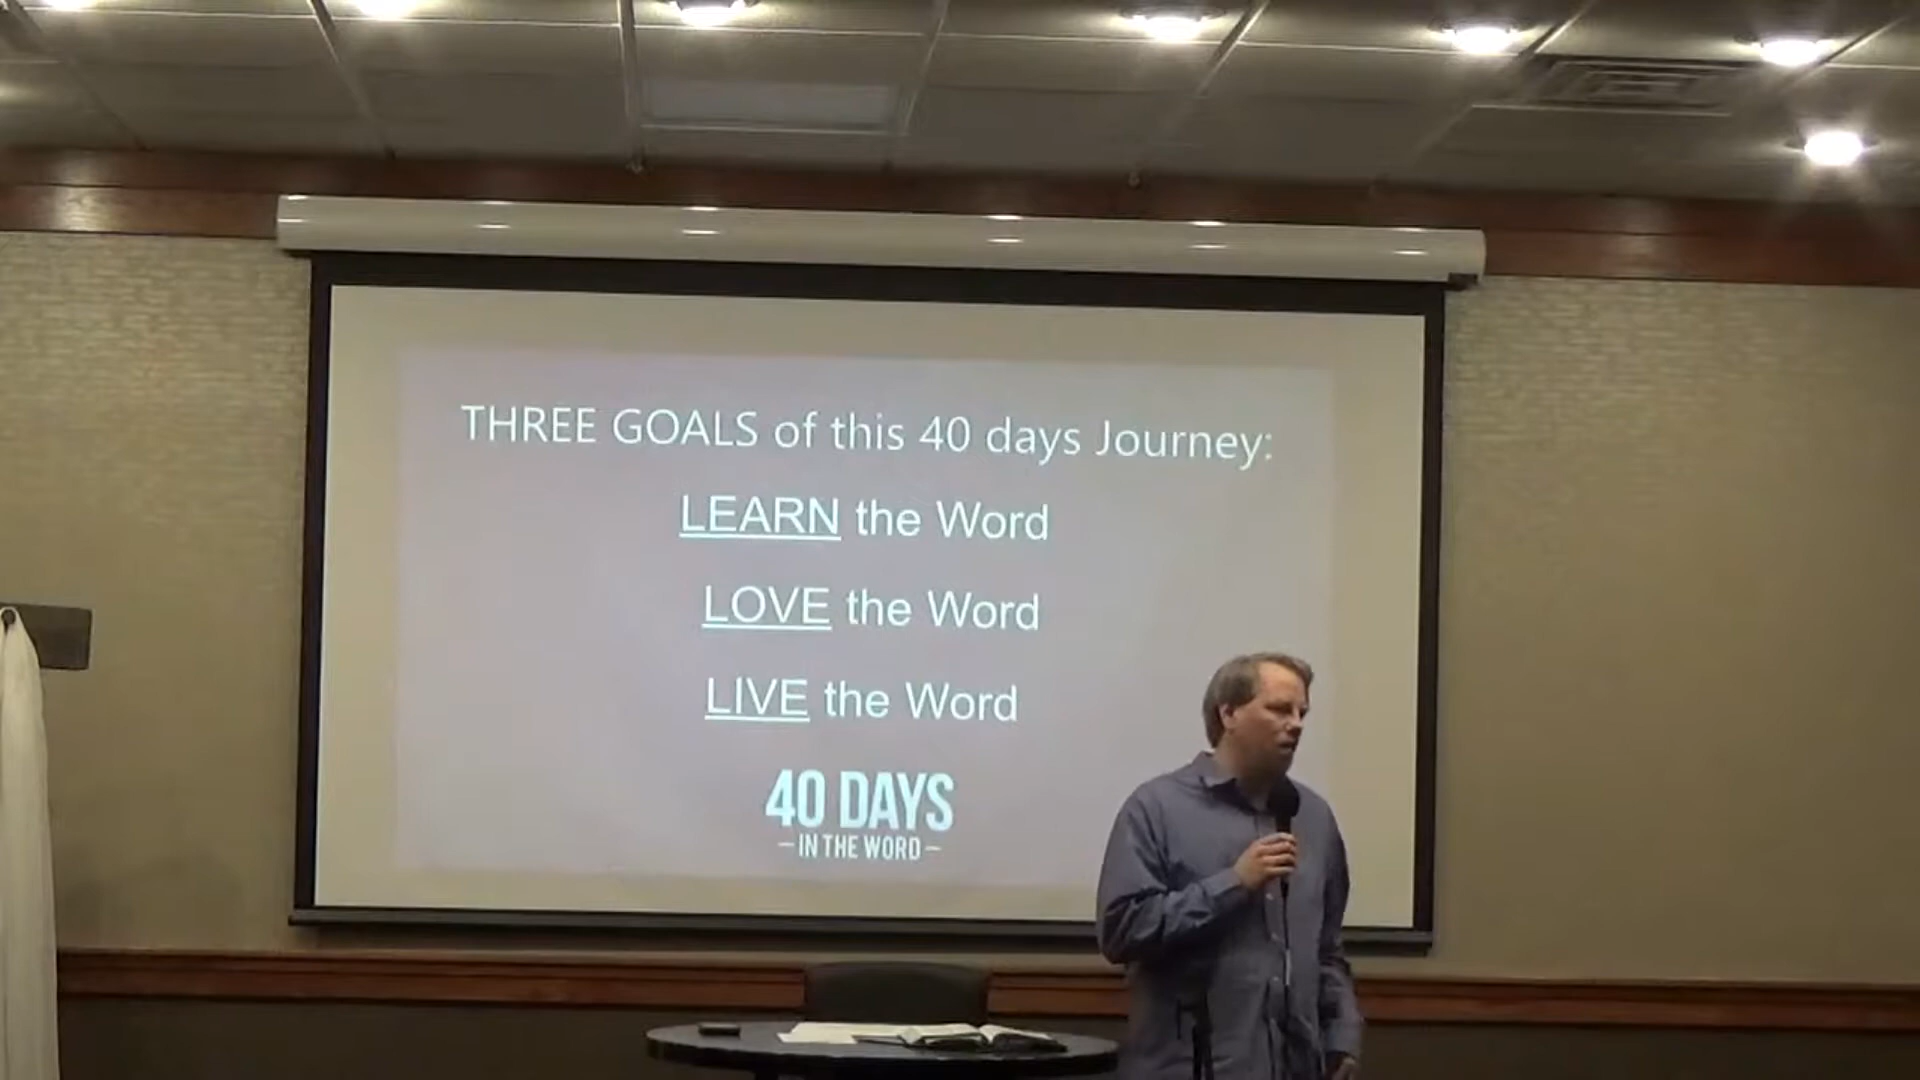 THREE GOALS of this 40 days Journey:
LEARN the Word
LOVE the Word
LIVE the Word
40 DAYS
– IN THE WORD –